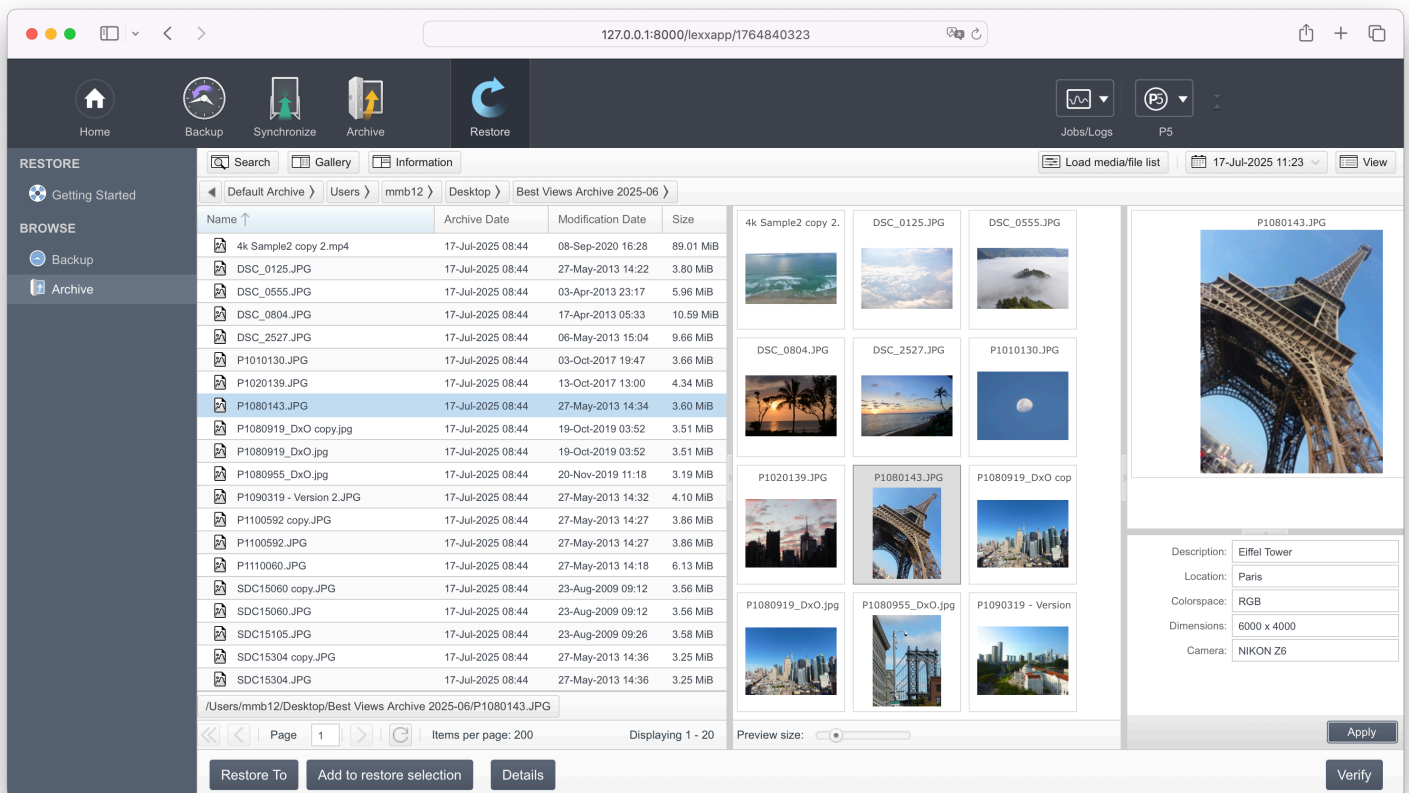 127.0.0.1:8000/lexxapp/1764840323
Home
Backup
Synchronize
Archive
Restore
Jobs/Logs
P5
P5
RESTORE
Getting Started
BROWSE
Backup
Archive
Search
Gallery
Information
Load media/file list
17-Jul-2025 11:23
View
Default Archive
Users
mmb12
Desktop
Best Views Archive 2025-06
Name Archive Date Modification Date Size
4k Sample2 copy 2.mp4 17-Jul-2025 08:44 08-Sep-2020 16:28 89.01 MiB
DSC_0125.JPG 17-Jul-2025 08:44 27-May-2013 14:22 3.80 MiB
DSC_0555.JPG 17-Jul-2025 08:44 03-Apr-2013 23:17 5.96 MiB
DSC_0804.JPG 17-Jul-2025 08:44 17-Apr-2013 05:33 10.59 MiB
DSC_2527.JPG 17-Jul-2025 08:44 06-May-2013 15:04 9.66 MiB
P1010130.JPG 17-Jul-2025 08:44 03-Oct-2017 19:47 3.66 MiB
P1020139.JPG 17-Jul-2025 08:44 13-Oct-2017 13:00 4.34 MiB
P1080143.JPG 17-Jul-2025 08:44 27-May-2013 14:34 3.60 MiB
P1080919_DxO copy.jpg 17-Jul-2025 08:44 19-Oct-2019 03:52 3.51 MiB
P1080919_DxO.jpg 17-Jul-2025 08:44 19-Oct-2019 03:52 3.51 MiB
P1080955_DxO.jpg 17-Jul-2025 08:44 20-Nov-2019 11:18 3.19 MiB
P1090319 - Version 2.JPG 17-Jul-2025 08:44 27-May-2013 14:32 4.10 MiB
P1100592 copy.JPG 17-Jul-2025 08:44 27-May-2013 14:27 3.86 MiB
P1100592.JPG 17-Jul-2025 08:44 27-May-2013 14:27 3.86 MiB
P1110060.JPG 17-Jul-2025 08:44 27-May-2013 14:18 6.13 MiB
SDC15060 copy.JPG 17-Jul-2025 08:44 23-Aug-2009 09:12 3.56 MiB
SDC15060.JPG 17-Jul-2025 08:44 23-Aug-2009 09:12 3.56 MiB
SDC15105.JPG 17-Jul-2025 08:44 23-Aug-2009 09:26 3.58 MiB
SDC15304 copy.JPG 17-Jul-2025 08:44 27-May-2013 14:36 3.25 MiB
SDC15304.JPG 17-Jul-2025 08:44 27-May-2013 14:36 3.25 MiB
/Users/mmb12/Desktop/Best Views Archive 2025-06/P1080143.JPG
Page 1 Items per page: 200 Displaying 1 - 20
4k Sample2 copy 2. DSC_0125.JPG DSC_0555.JPG
DSC_0804.JPG DSC_2527.JPG P1010130.JPG
P1020139.JPG P1080143.JPG P1080919_DxO cop
P1080919_DxO.jpg P1080955_DxO.jpg P1090319 - Version
Preview size:
P1080143.JPG
Description: Eiffel Tower
Location: Paris
Colorspace: RGB
Dimensions: 6000 x 4000
Camera: NIKON Z6
Apply
Restore To
Add to restore selection
Details
Verify